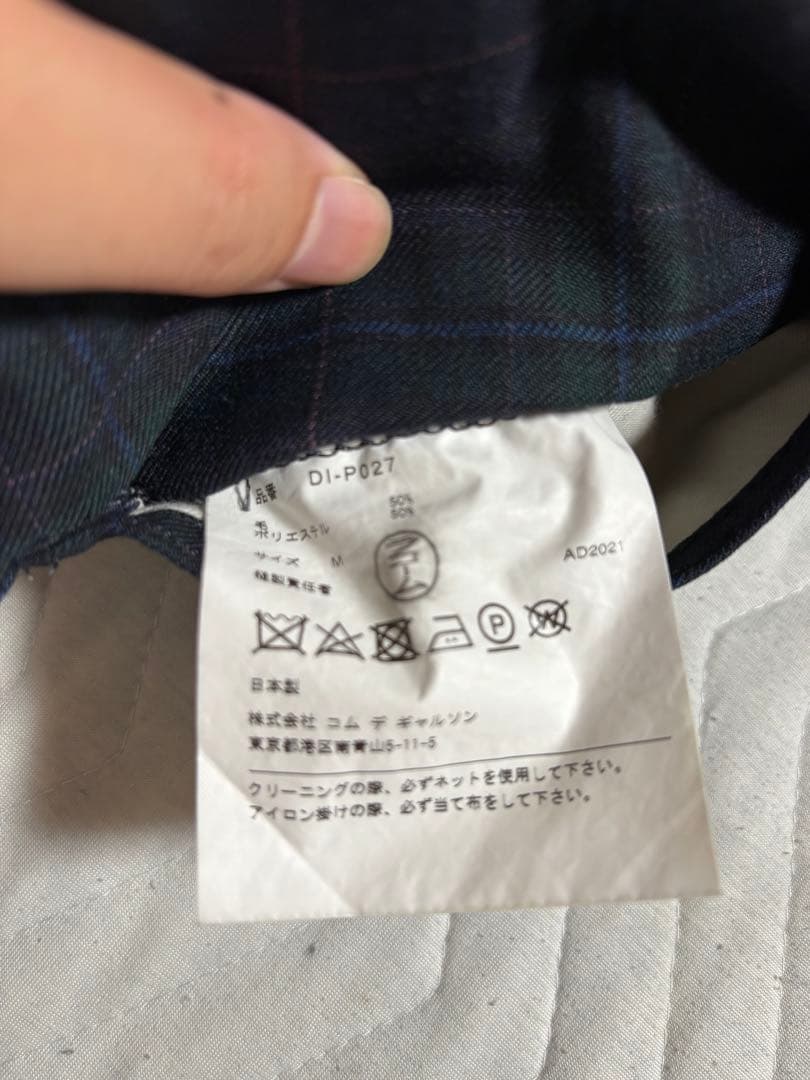 品番 DI-P027
毛 50%
ポリエステル 50%
サイズ M AD2021
縫製責任者
P W
日本製
株式会社 コム デ ギャルソン
東京都港区南青山5-11-5
クリーニングの際、必ずネットを使用して下さい。
アイロン掛けの際、必ず当て布をして下さい。